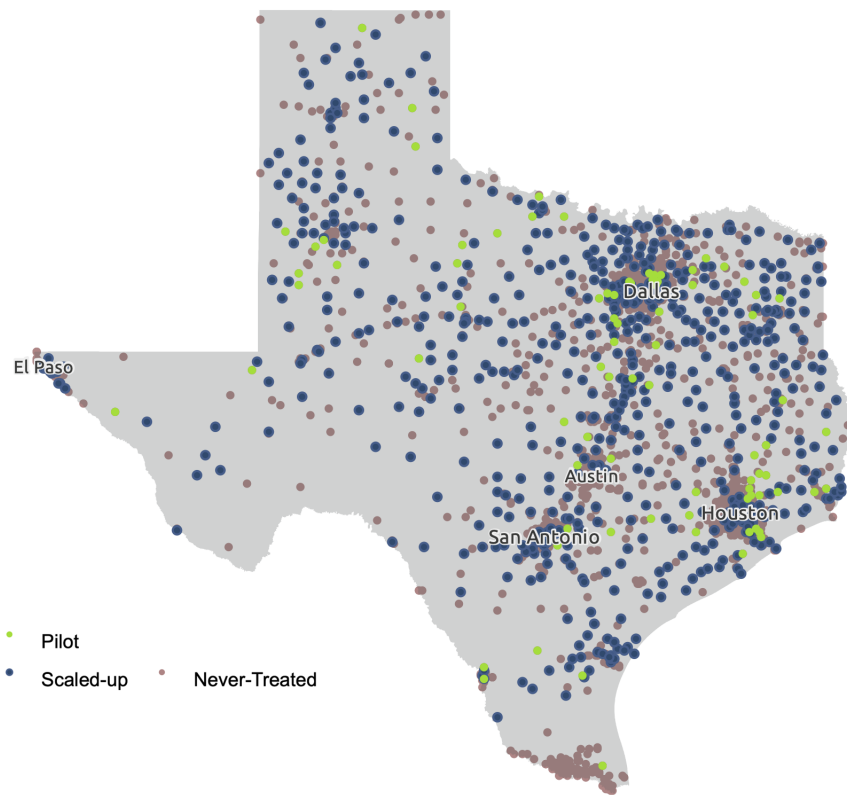 Dallas
El Paso
Austin
Houston
San Antonio
Pilot
Scaled-up
Never-Treated